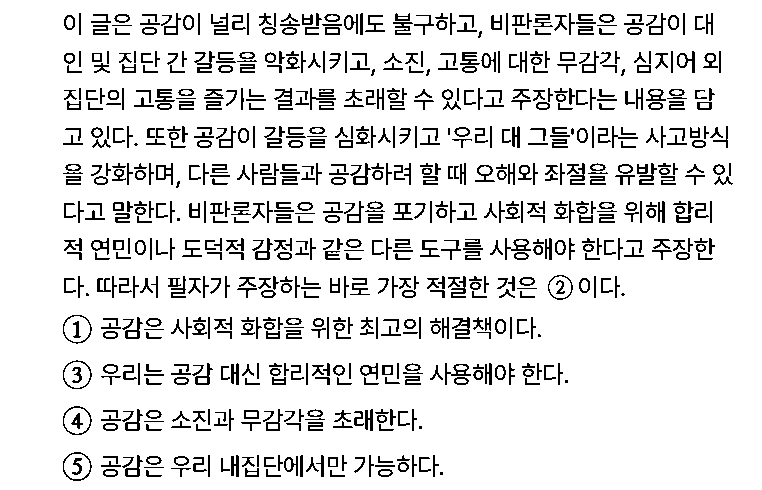 이 글은 공감이 널리 칭송받음에도 불구하고, 비판론자들은 공감이 대
인 및 집단 간 갈등을 악화시키고, 소진, 고통에 대한 무감각, 심지어 외
집단의 고통을 즐기는 결과를 초래할 수 있다고 주장한다는 내용을 담
고 있다. 또한 공감이 갈등을 심화시키고 '우리 대 그들'이라는 사고방식
을 강화하며, 다른 사람들과 공감하려 할 때 오해와 좌절을 유발할 수 있
다고 말한다. 비판론자들은 공감을 포기하고 사회적 화합을 위해 합리
적 연민이나 도덕적 감정과 같은 다른 도구를 사용해야 한다고 주장한
다. 따라서 필자가 주장하는 바로 가장 적절한 것은 ②이다.
① 공감은 사회적 화합을 위한 최고의 해결책이다.
③ 우리는 공감 대신 합리적인 연민을 사용해야 한다.
④ 공감은 소진과 무감각을 초래한다.
⑤ 공감은 우리 내집단에서만 가능하다.